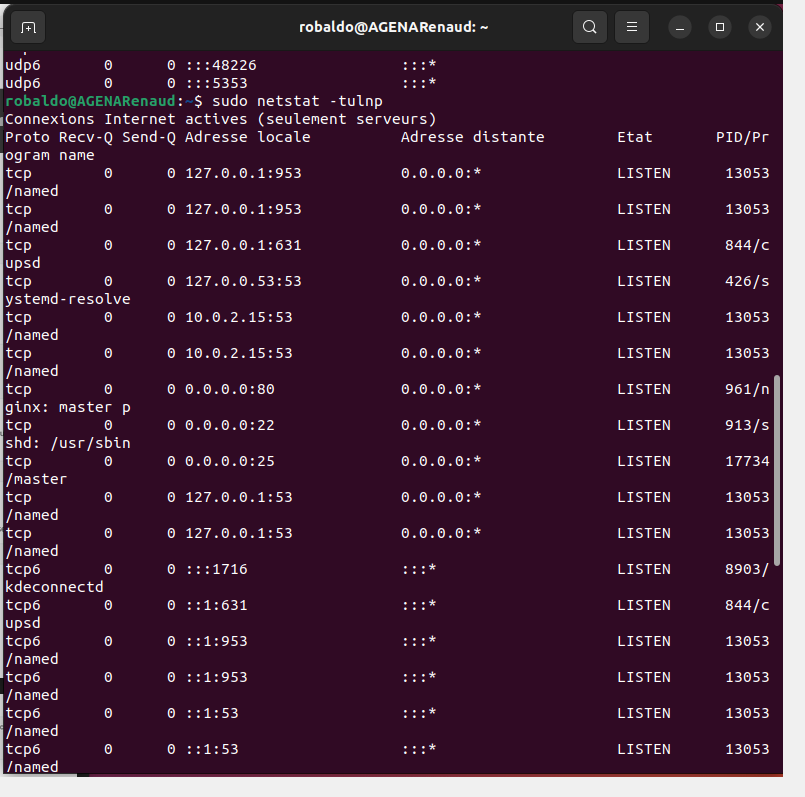 robaldo@AGENARenaud: ~
udp6       0      0 :::48226                :::*
udp6       0      0 :::5353                 :::*
robaldo@AGENARenaud:~$ sudo netstat -tulnp
Connexions Internet actives (seulement serveurs)
Proto Recv-Q Send-Q Adresse locale          Adresse distante        Etat       PID/Pr
ogram name
tcp        0      0 127.0.0.1:953           0.0.0.0:*               LISTEN      13053
/named
tcp        0      0 127.0.0.1:953           0.0.0.0:*               LISTEN      13053
/named
tcp        0      0 127.0.0.1:631           0.0.0.0:*               LISTEN      844/c
upsd
tcp        0      0 127.0.0.53:53           0.0.0.0:*               LISTEN      426/s
ystemd-resolve
tcp        0      0 10.0.2.15:53            0.0.0.0:*               LISTEN      13053
/named
tcp        0      0 10.0.2.15:53            0.0.0.0:*               LISTEN      13053
/named
tcp        0      0 0.0.0.0:80              0.0.0.0:*               LISTEN      961/n
ginx: master p
tcp        0      0 0.0.0.0:22              0.0.0.0:*               LISTEN      913/s
shd: /usr/sbin
tcp        0      0 0.0.0.0:25              0.0.0.0:*               LISTEN      17734
/master
tcp        0      0 127.0.0.1:53            0.0.0.0:*               LISTEN      13053
/named
tcp        0      0 127.0.0.1:53            0.0.0.0:*               LISTEN      13053
/named
tcp6       0      0 :::1716                 :::*                    LISTEN      8903/
kdeconnectd
tcp6       0      0 ::1:631                 :::*                    LISTEN      844/c
upsd
tcp6       0      0 ::1:953                 :::*                    LISTEN      13053
/named
tcp6       0      0 ::1:953                 :::*                    LISTEN      13053
/named
tcp6       0      0 ::1:53                  :::*                    LISTEN      13053
/named
tcp6       0      0 ::1:53                  :::*                    LISTEN      13053
/named